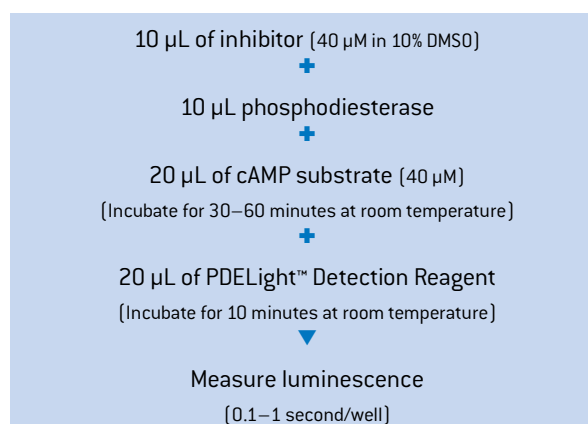 10 µL of inhibitor (40 µM in 10% DMSO)
+
10 µL phosphodiesterase
+
20 µL of cAMP substrate (40 µM)
(Incubate for 30–60 minutes at room temperature)
+
20 µL of PDELight™ Detection Reagent
(Incubate for 10 minutes at room temperature)
Measure luminescence
(0.1–1 second/well)